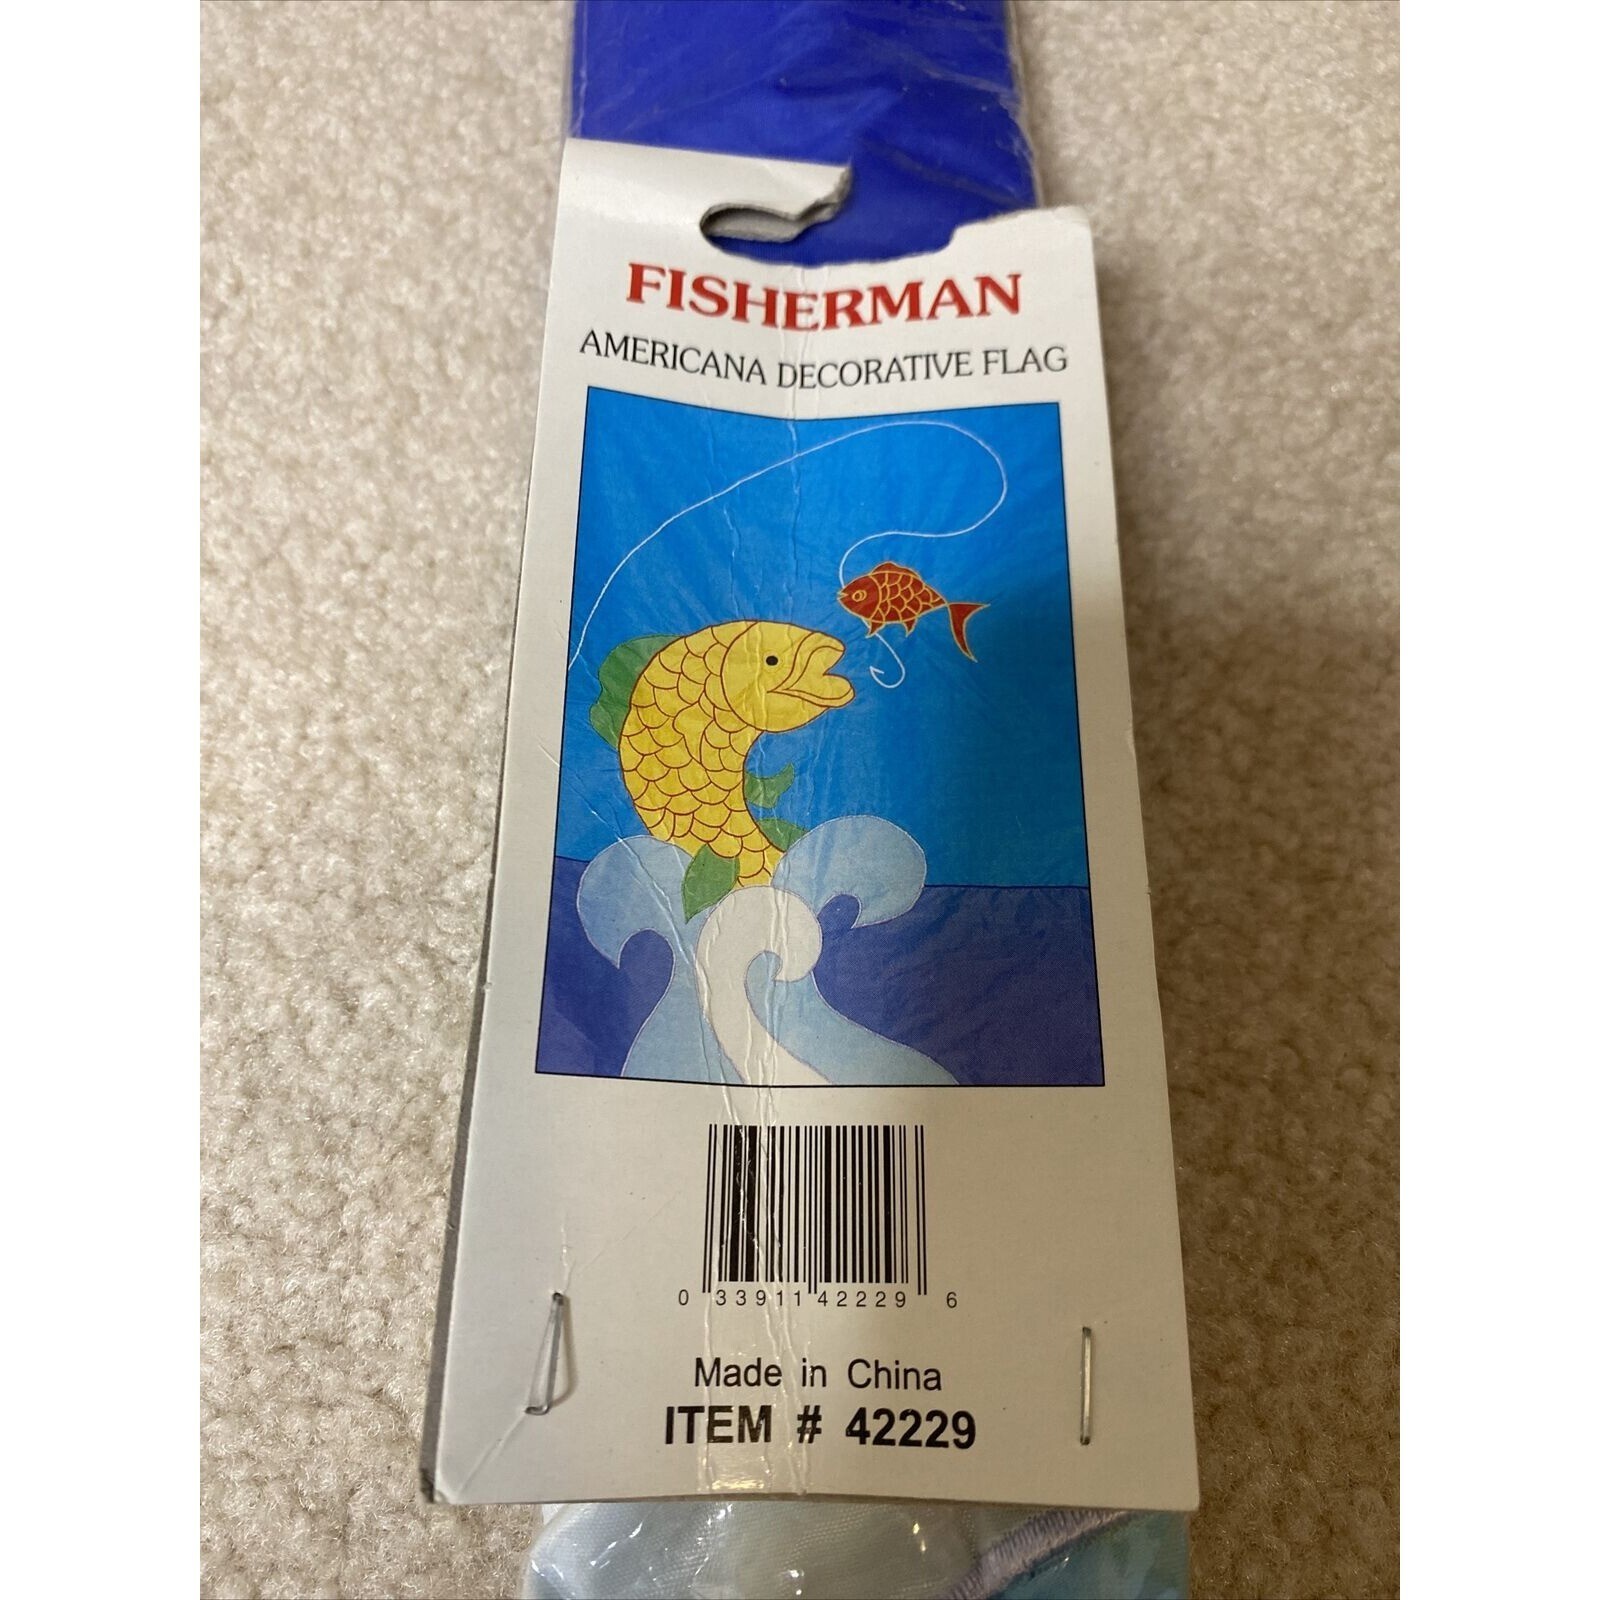 FISHERMAN
AMERICANA DECORATIVE FLAG
0 33911 42229 6
Made in China
ITEM # 42229